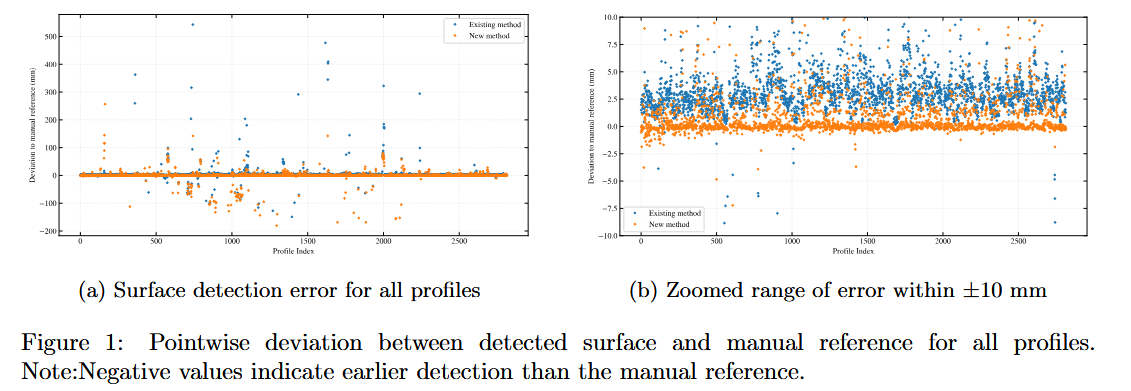 Existing method
New method
Deviation to manual reference (mm)
500
400
300
200
100
0
−100
−200
0
500
1000
1500
2000
2500
Profile Index
(a) Surface detection error for all profiles
Existing method
New method
Deviation to manual reference (mm)
10.0
7.5
5.0
2.5
0.0
−2.5
−5.0
−7.5
−10.0
0
500
1000
1500
2000
2500
Profile Index
(b) Zoomed range of error within ±10 mm
Figure 1: Pointwise deviation between detected surface and manual reference for all profiles.
Note:Negative values indicate earlier detection than the manual reference.